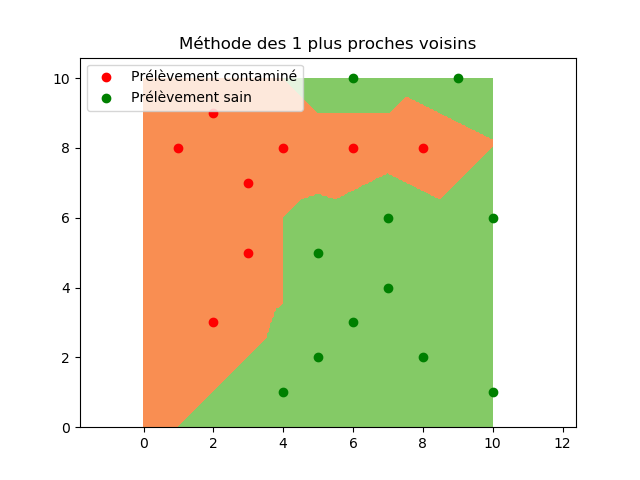 Méthode des 1 plus proches voisins
Prélèvement contaminé
Prélèvement sain
10
8
6
4
2
0
0 2 4 6 8 10 12